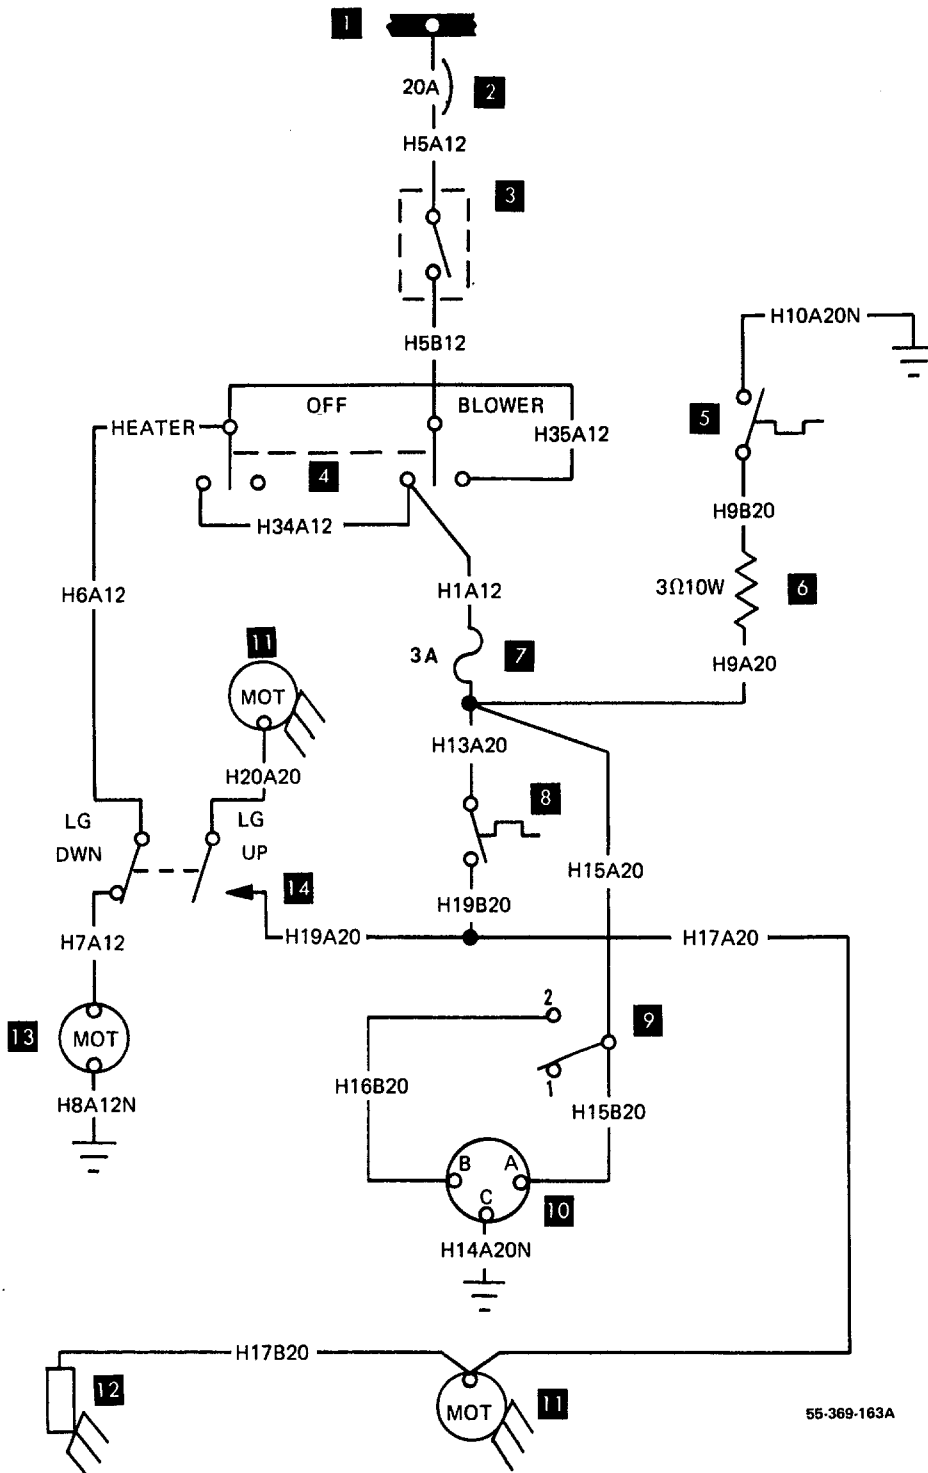 1
20A
2
H5A12
3
H5B12
H10A20N
OFF
BLOWER
HEATER
H35A12
5
4
H34A12
H9B20
H6A12
H1A12
3Ω10W
6
11
3A
7
H9A20
MOT
H13A20
H20A20
8
LG
DWN
LG
UP
14
H15A20
H19B20
H7A12
H19A20
H17A20
2
9
13
MOT
H16B20
1
H15B20
H8A12N
B
A
C
10
H14A20N
H17B20
12
MOT
11
55-369-163A